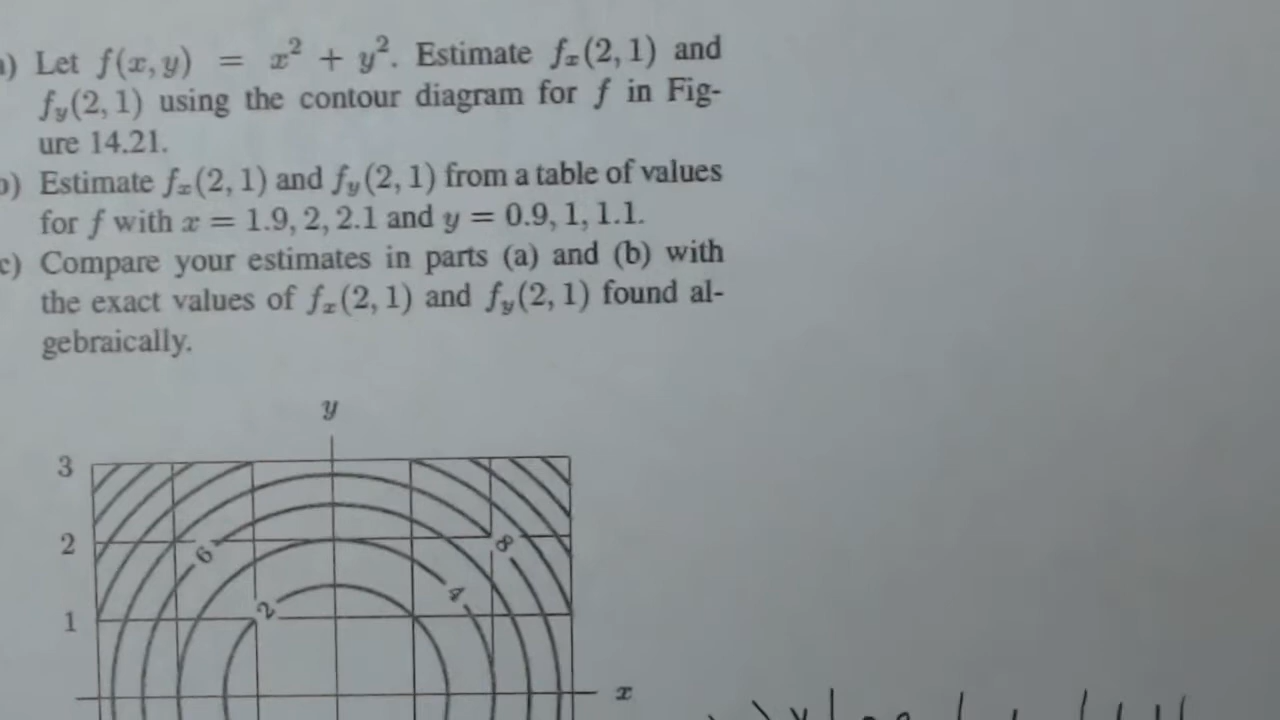 a) Let f(x, y) = x² + y². Estimate fₓ(2, 1) and
f_y(2, 1) using the contour diagram for f in Fig-
ure 14.21.
b) Estimate fₓ(2, 1) and f_y(2, 1) from a table of values
for f with x = 1.9, 2, 2.1 and y = 0.9, 1, 1.1.
c) Compare your estimates in parts (a) and (b) with
the exact values of fₓ(2, 1) and f_y(2, 1) found al-
gebraically.
y
3
2
6
8
4
1
2
x